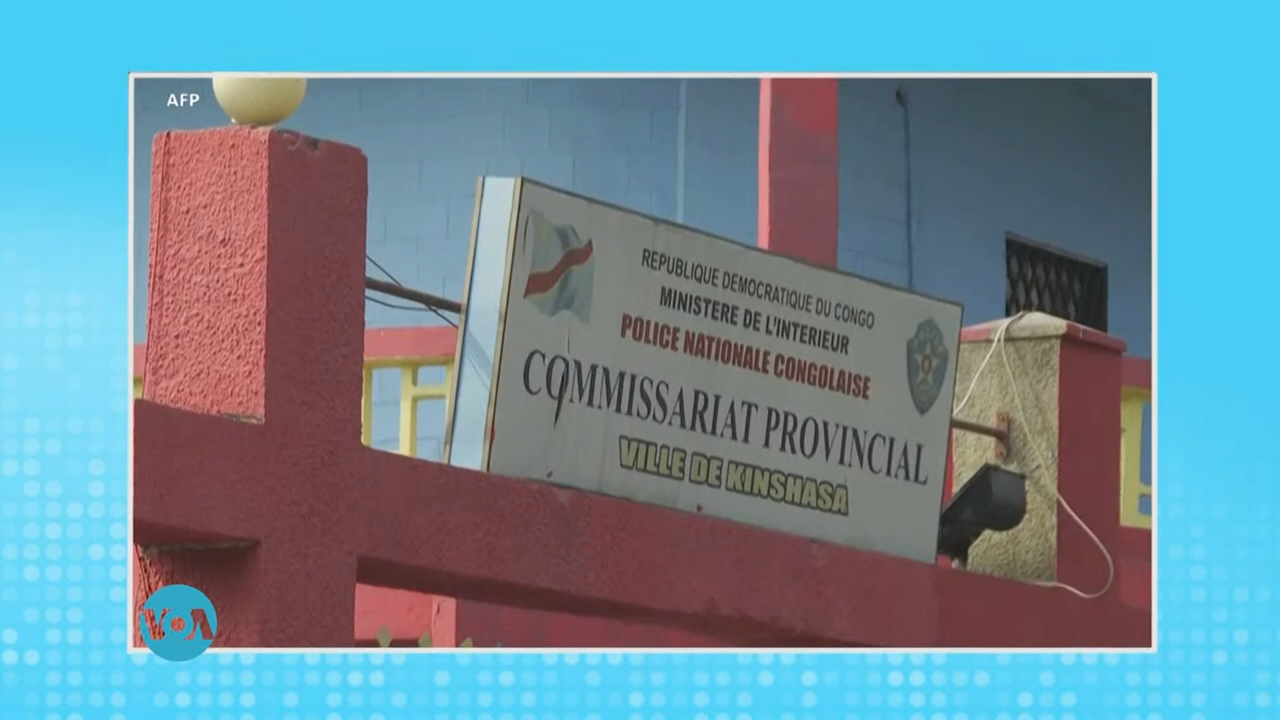 AFP
REPUBLIQUE DEMOCRATIQUE DU CONGO
MINISTERE DE L'INTERIEUR
POLICE NATIONALE CONGOLAISE
COMMISSARIAT PROVINCIAL
VILLE DE KINSHASA
VOA